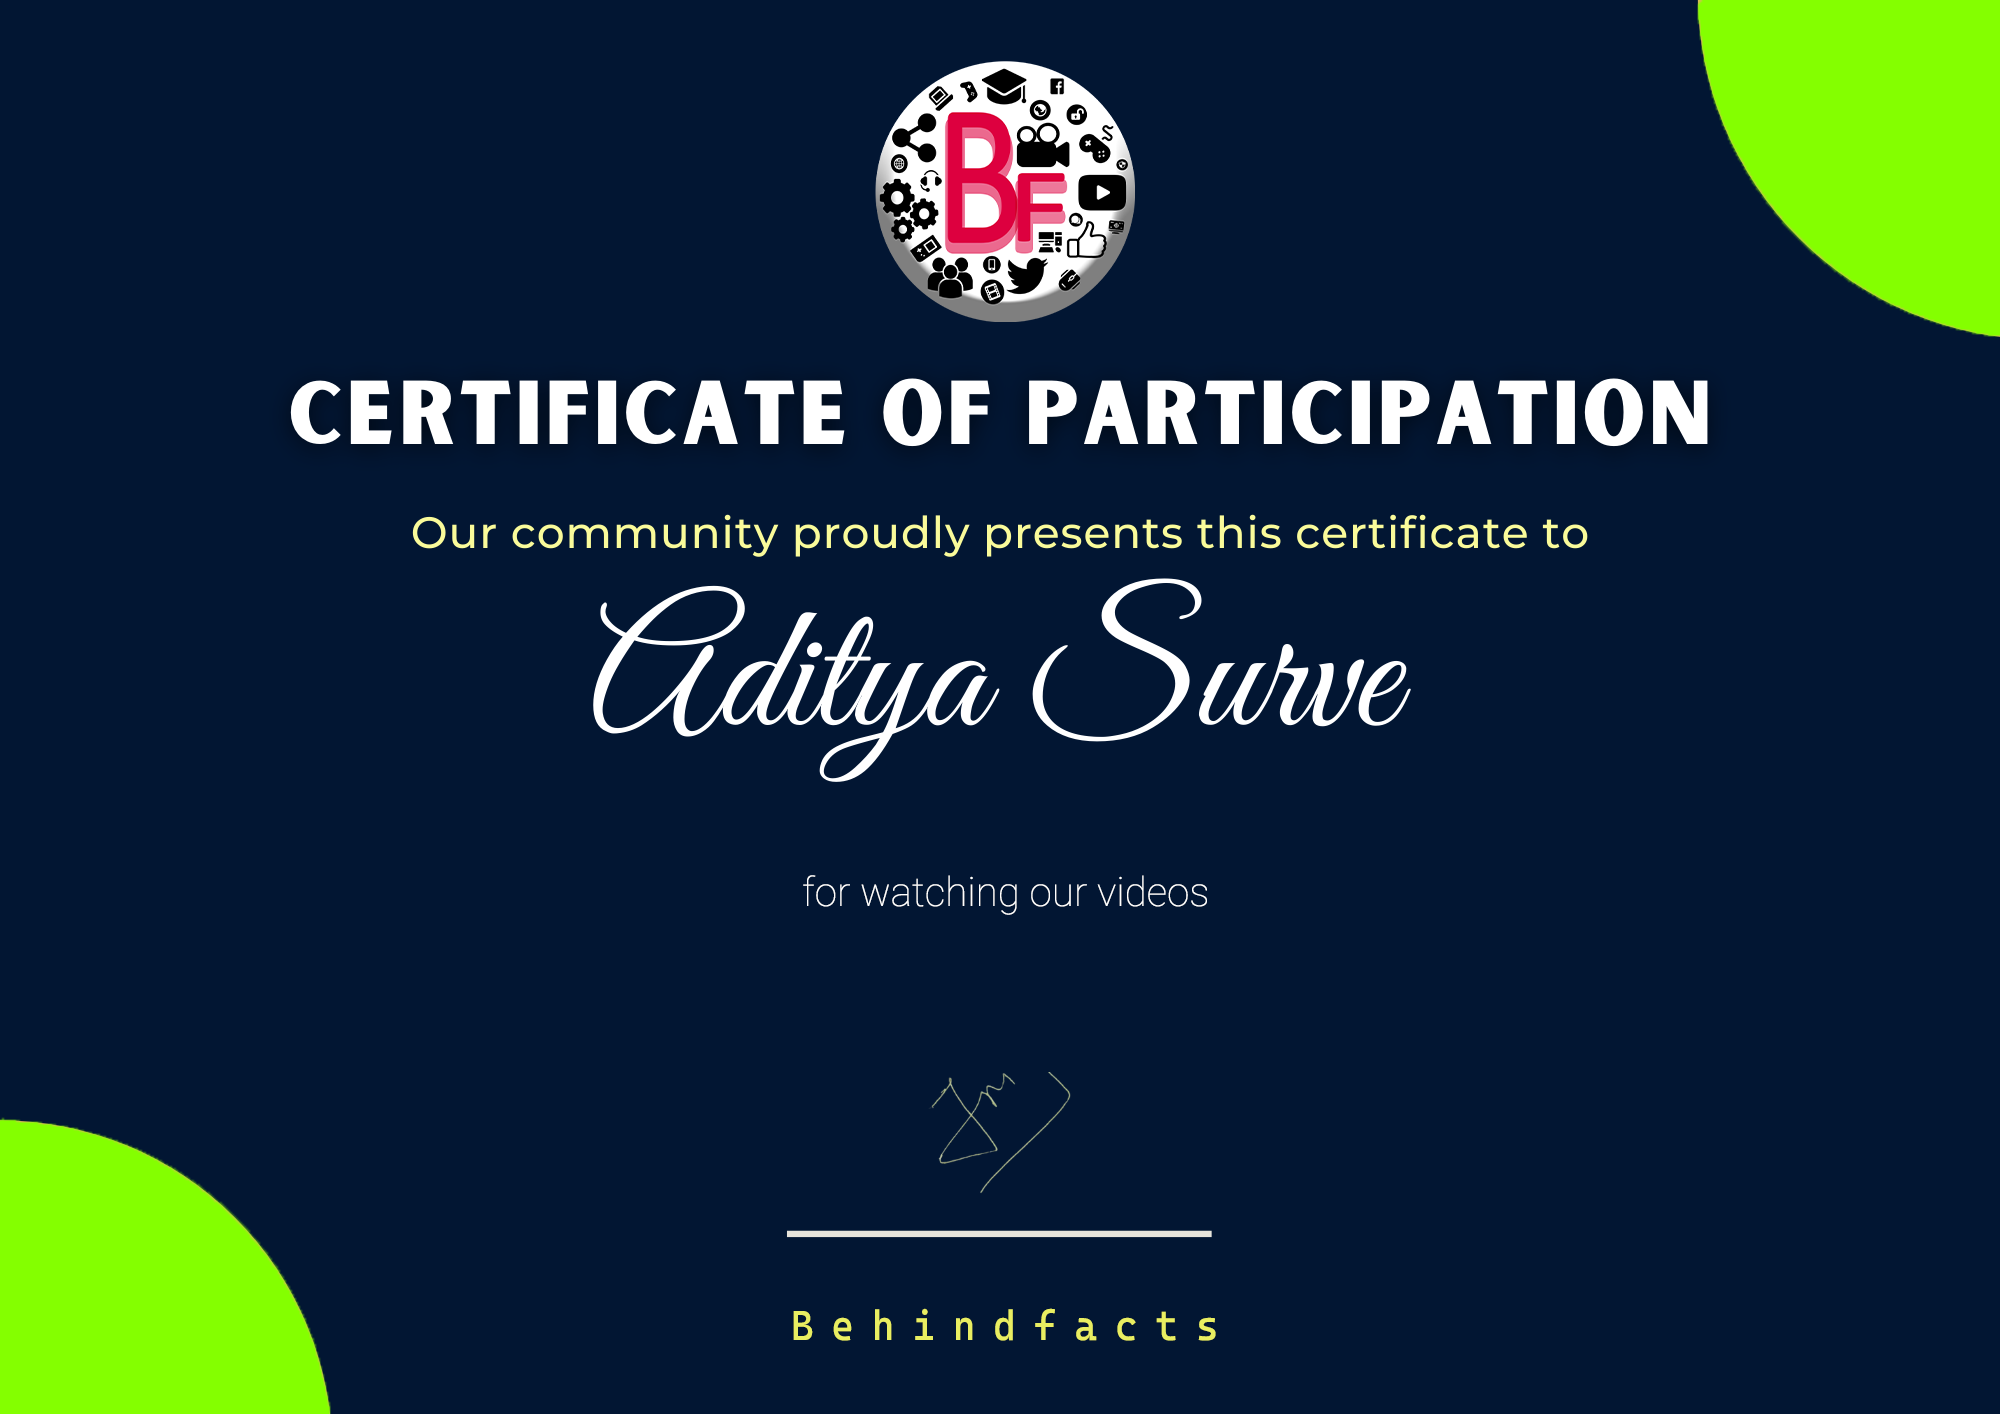 BF
CERTIFICATE OF PARTICIPATION
Our community proudly presents this certificate to
Aditya Surve
for watching our videos
Behindfacts